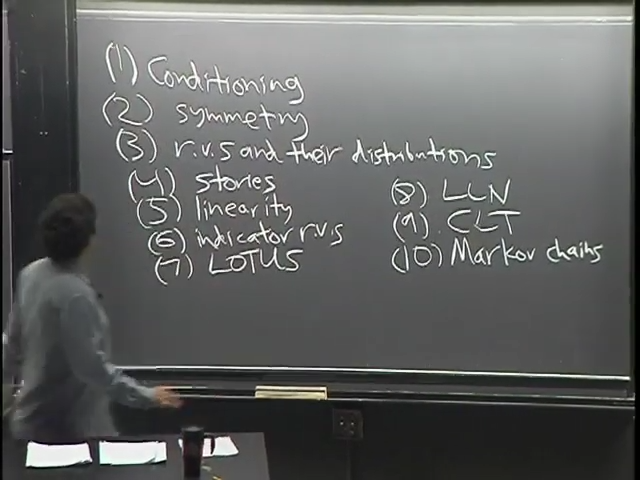 (1) Conditioning
(2) symmetry
(3) r.v.s and their distributions
(4) stories
(5) linearity
(6) indicator r.v.s
(7) LOTUS
(8) LLN
(9) CLT
(10) Markov chains